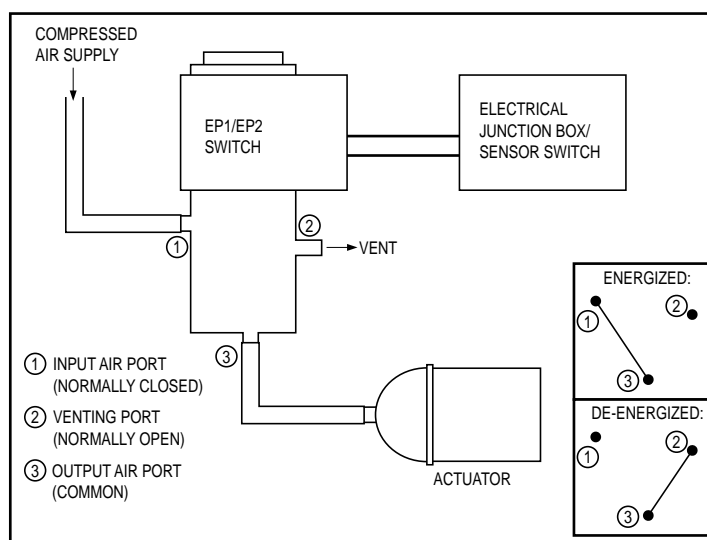 COMPRESSED
AIR SUPPLY
EP1/EP2
SWITCH
ELECTRICAL
JUNCTION BOX/
SENSOR SWITCH
1
2
VENT
3
1 INPUT AIR PORT
(NORMALLY CLOSED)
2 VENTING PORT
(NORMALLY OPEN)
3 OUTPUT AIR PORT
(COMMON)
ACTUATOR
ENERGIZED:
1
2
3
DE-ENERGIZED:
1
2
3